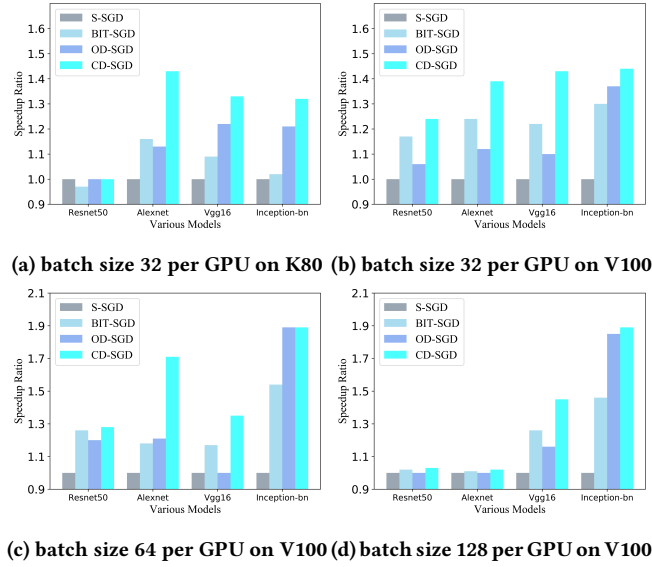 1.6
1.5
1.4
1.3
1.2
1.1
1.0
0.9
Speedup Ratio
S-SGD
BIT-SGD
OD-SGD
CD-SGD
Resnet50 Alexnet Vgg16 Inception-bn
Various Models
(a) batch size 32 per GPU on K80
1.6
1.5
1.4
1.3
1.2
1.1
1.0
0.9
Speedup Ratio
S-SGD
BIT-SGD
OD-SGD
CD-SGD
Resnet50 Alexnet Vgg16 Inception-bn
Various Models
(b) batch size 32 per GPU on V100
2.1
1.9
1.7
1.5
1.3
1.1
0.9
Speedup Ratio
S-SGD
BIT-SGD
OD-SGD
CD-SGD
Resnet50 Alexnet Vgg16 Inception-bn
Various Models
(c) batch size 64 per GPU on V100
2.1
1.9
1.7
1.5
1.3
1.1
0.9
Speedup Ratio
S-SGD
BIT-SGD
OD-SGD
CD-SGD
Resnet50 Alexnet Vgg16 Inception-bn
Various Models
(d) batch size 128 per GPU on V100